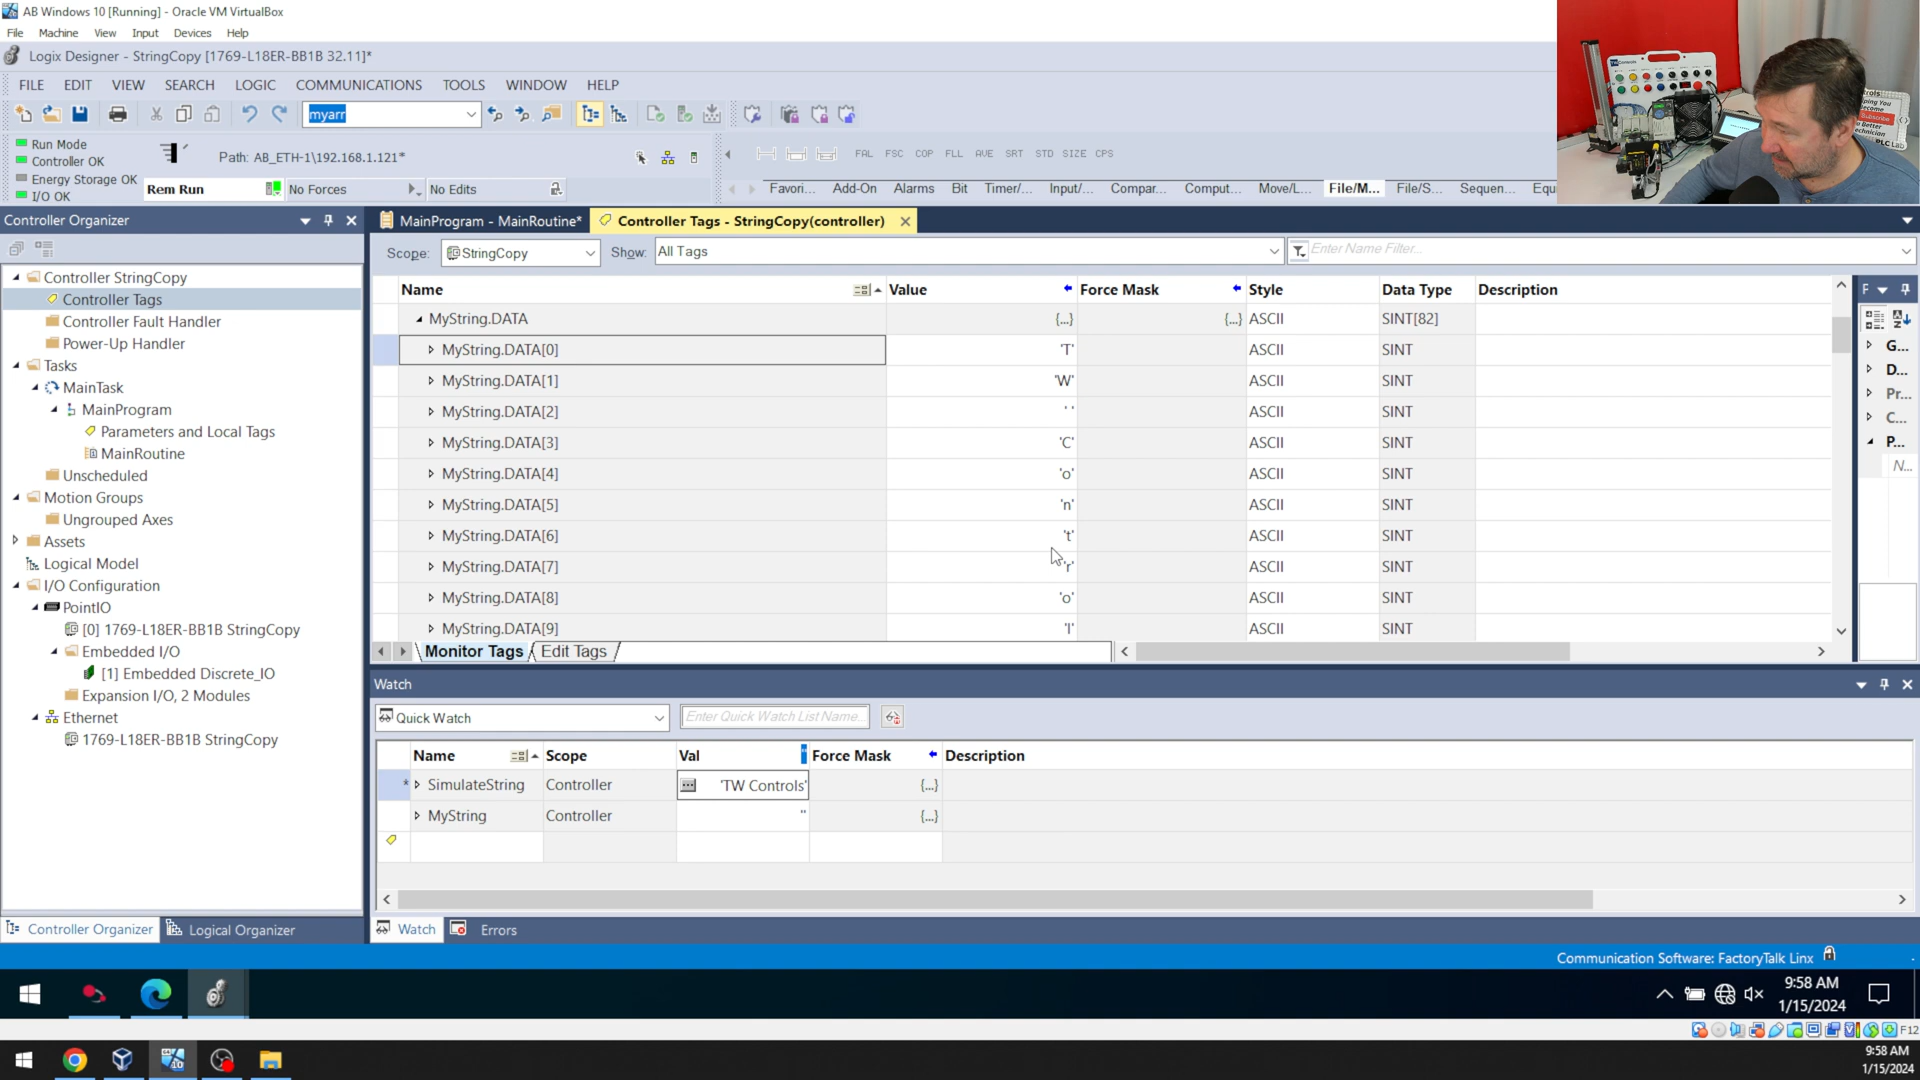 AB Windows 10 [Running] - Oracle VM VirtualBox
File Machine View Input Devices Help
Logix Designer - StringCopy [1769-L18ER-BB1B 32.11]*
FILE EDIT VIEW SEARCH LOGIC COMMUNICATIONS TOOLS WINDOW HELP
myarr
Run Mode
Controller OK
Energy Storage OK
I/O OK
Path: AB_ETH-1\192.168.1.121*
Rem Run No Forces No Edits
FAL FSC COP FLL AVE SRT STD SIZE CPS
Favori... Add-On Alarms Bit Timer/... Input/... Compar... Comput... Move/L... File/M... File/S... Sequen... Equ
Controller Organizer
MainProgram - MainRoutine* Controller Tags - StringCopy(controller)
Scope: StringCopy Show: All Tags Enter Name Filter...
Controller StringCopy
Controller Tags
Controller Fault Handler
Power-Up Handler
Tasks
MainTask
MainProgram
Parameters and Local Tags
MainRoutine
Unscheduled
Motion Groups
Ungrouped Axes
Assets
Logical Model
I/O Configuration
PointIO
[0] 1769-L18ER-BB1B StringCopy
Embedded I/O
[1] Embedded Discrete_IO
Expansion I/O, 2 Modules
Ethernet
1769-L18ER-BB1B StringCopy
Name Value Force Mask Style Data Type Description
MyString.DATA {...} {...} ASCII SINT[82]
MyString.DATA[0] 'T' ASCII SINT
MyString.DATA[1] 'W' ASCII SINT
MyString.DATA[2] ' ' ASCII SINT
MyString.DATA[3] 'C' ASCII SINT
MyString.DATA[4] 'o' ASCII SINT
MyString.DATA[5] 'n' ASCII SINT
MyString.DATA[6] 't' ASCII SINT
MyString.DATA[7] 'r' ASCII SINT
MyString.DATA[8] 'o' ASCII SINT
MyString.DATA[9] 'l' ASCII SINT
Monitor Tags Edit Tags
F
G...
D...
Pr...
C...
P...
N...
Watch
Quick Watch Enter Quick Watch List Name...
Name Scope Val Force Mask Description
* SimulateString Controller 'TW Controls' {...}
MyString Controller '' {...}
Controller Organizer Logical Organizer Watch Errors
Communication Software: FactoryTalk Linx
9:58 AM
1/15/2024
F12
9:58 AM
1/15/2024